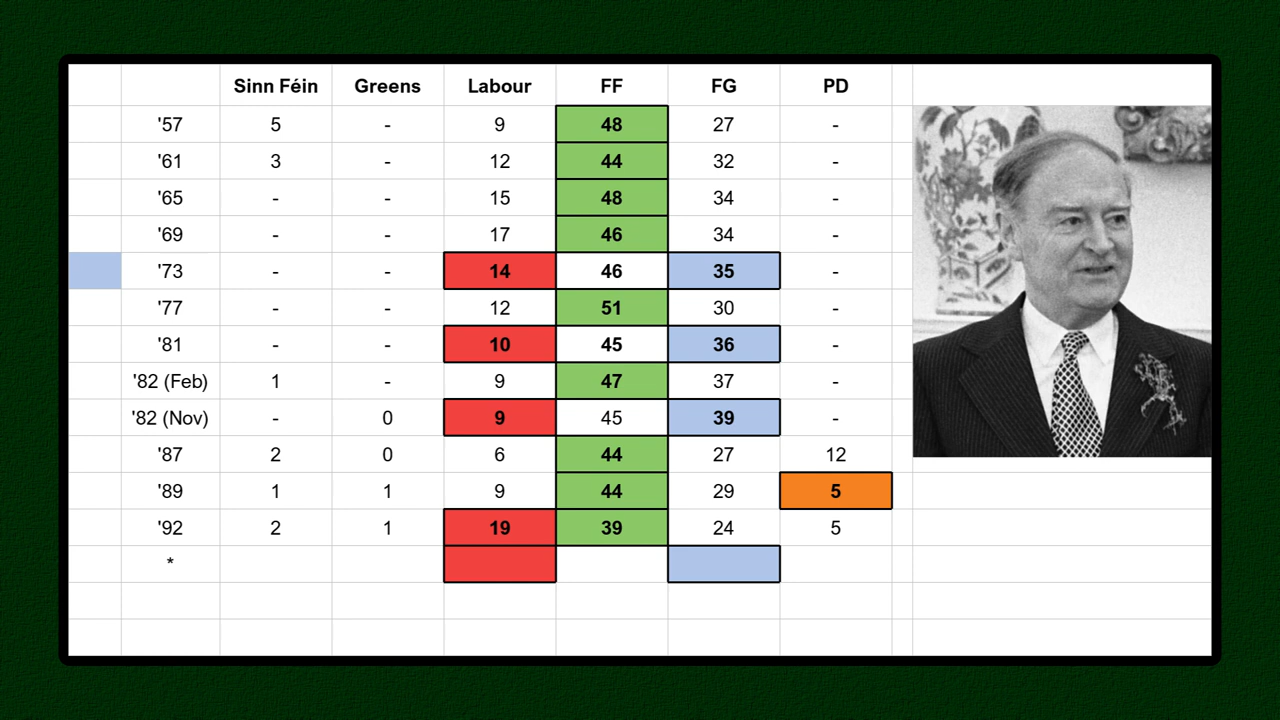 Sinn Féin Greens Labour FF FG PD
'57 5 - 9 48 27 -
'61 3 - 12 44 32 -
'65 - - 15 48 34 -
'69 - - 17 46 34 -
'73 - - 14 46 35 -
'77 - - 12 51 30 -
'81 - - 10 45 36 -
'82 (Feb) 1 - 9 47 37 -
'82 (Nov) - 0 9 45 39 -
'87 2 0 6 44 27 12
'89 1 1 9 44 29 5
'92 2 1 19 39 24 5
*